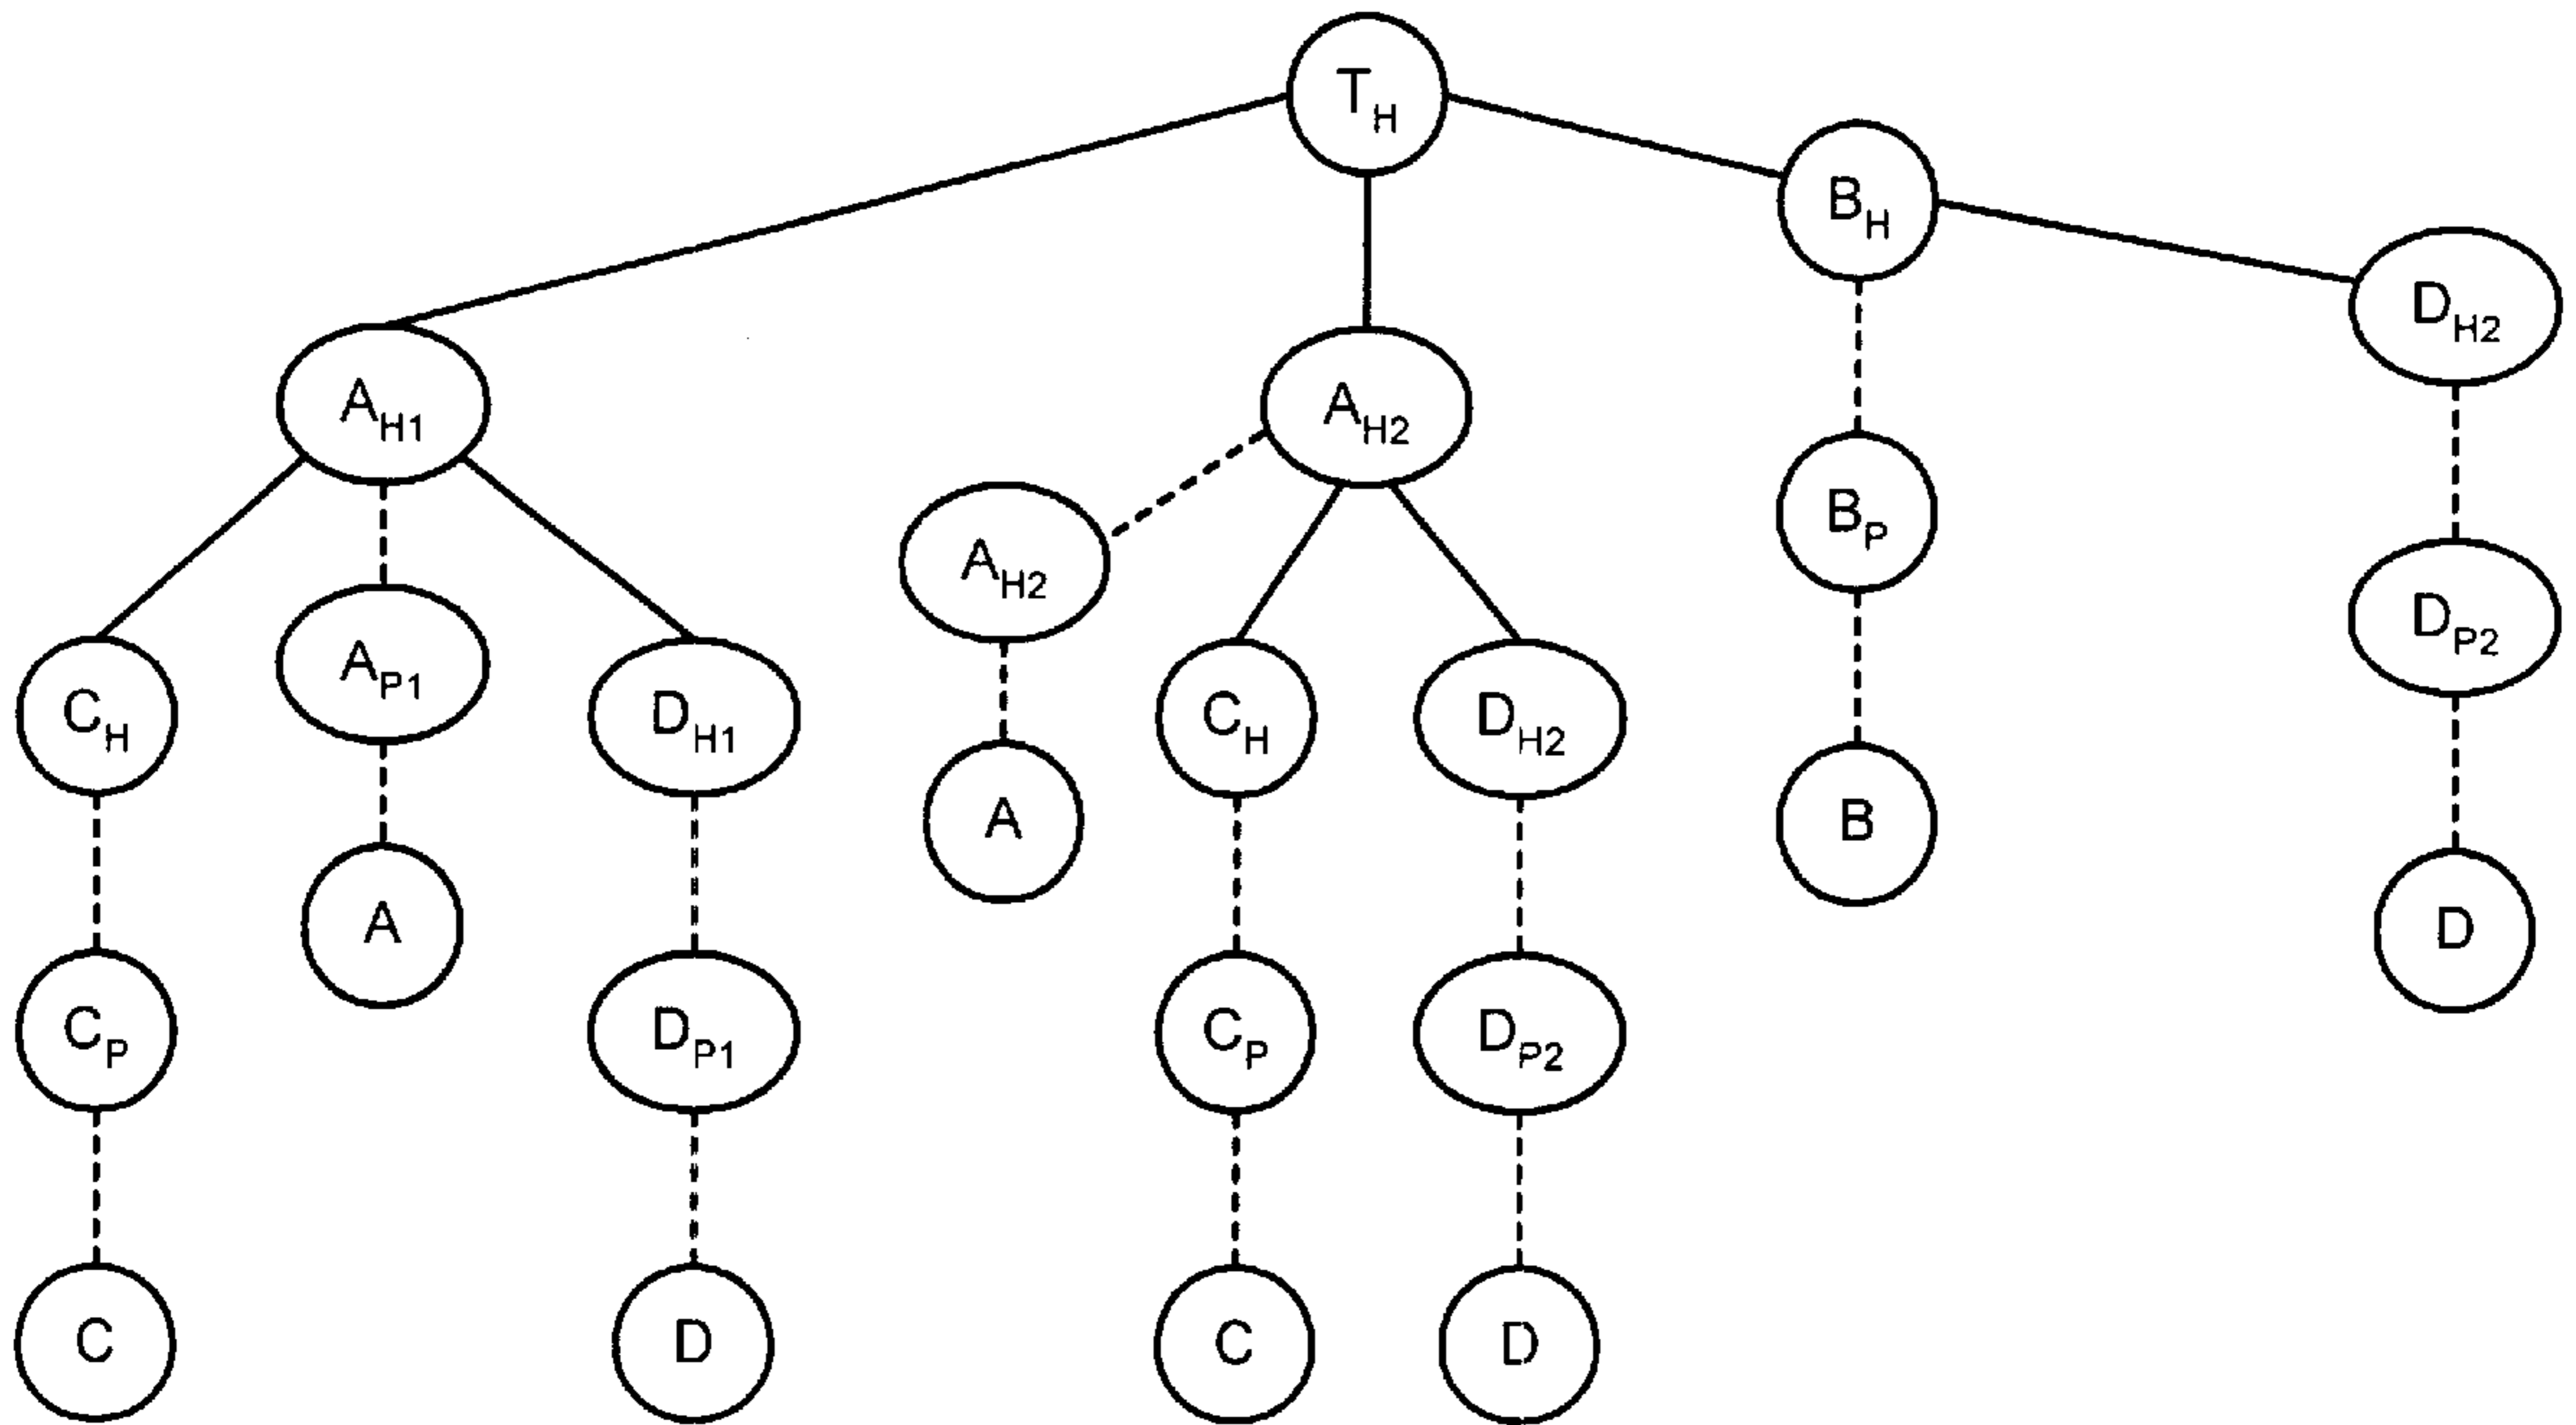 T_H
B_H
D_H2
A_H1
A_H2
A_H2
B_P
D_P2
C_H
A_P1
D_H1
C_H
D_H2
A
B
A
D
C_P
D_P1
C_P
D_P2
C
D
C
D